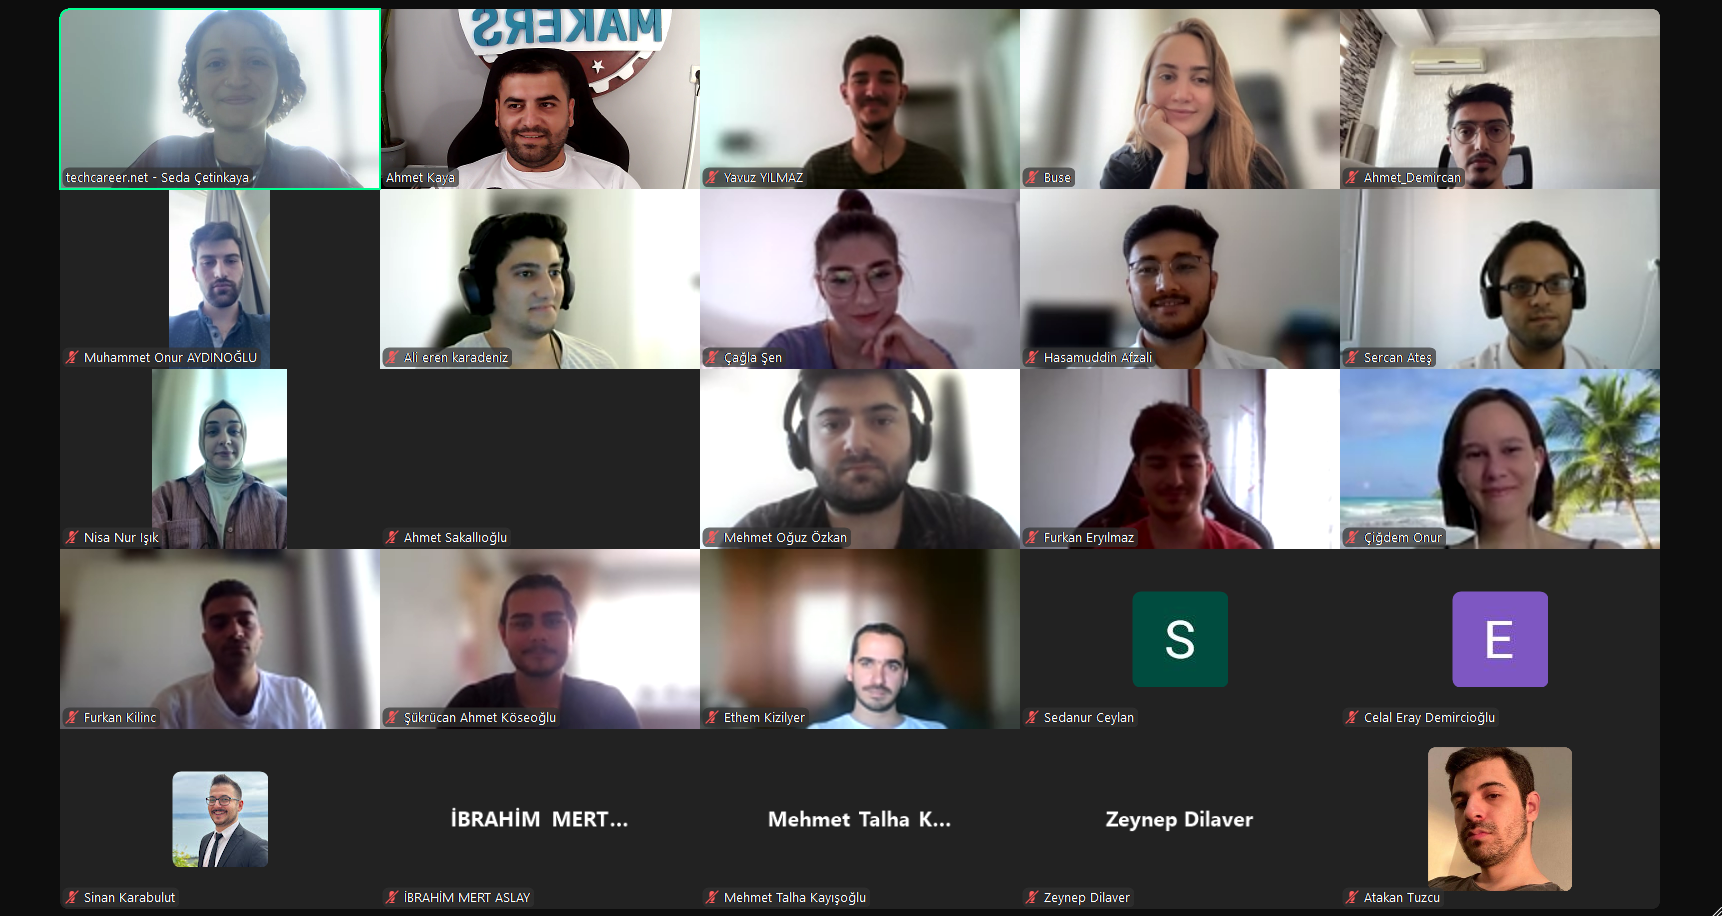 MAKERS
techcareer.net - Seda Çetinkaya
Ahmet Kaya
Yavuz YILMAZ
Buse
Ahmet_Demircan
Muhammet Onur AYDINOĞLU
Ali eren karadeniz
Çağla Şen
Hasamuddin Afzali
Sercan Ateş
Nisa Nur Işık
Ahmet Sakallıoğlu
Mehmet Oğuz Özkan
Furkan Eryılmaz
Çiğdem Onur
Furkan Kilinc
Şükrücan Ahmet Köseoğlu
Ethem Kizilyer
S
Sedanur Ceylan
E
Celal Eray Demircioğlu
Sinan Karabulut
İBRAHİM MERT...
İBRAHİM MERT ASLAY
Mehmet Talha K...
Mehmet Talha Kayışoğlu
Zeynep Dilaver
Zeynep Dilaver
Atakan Tuzcu